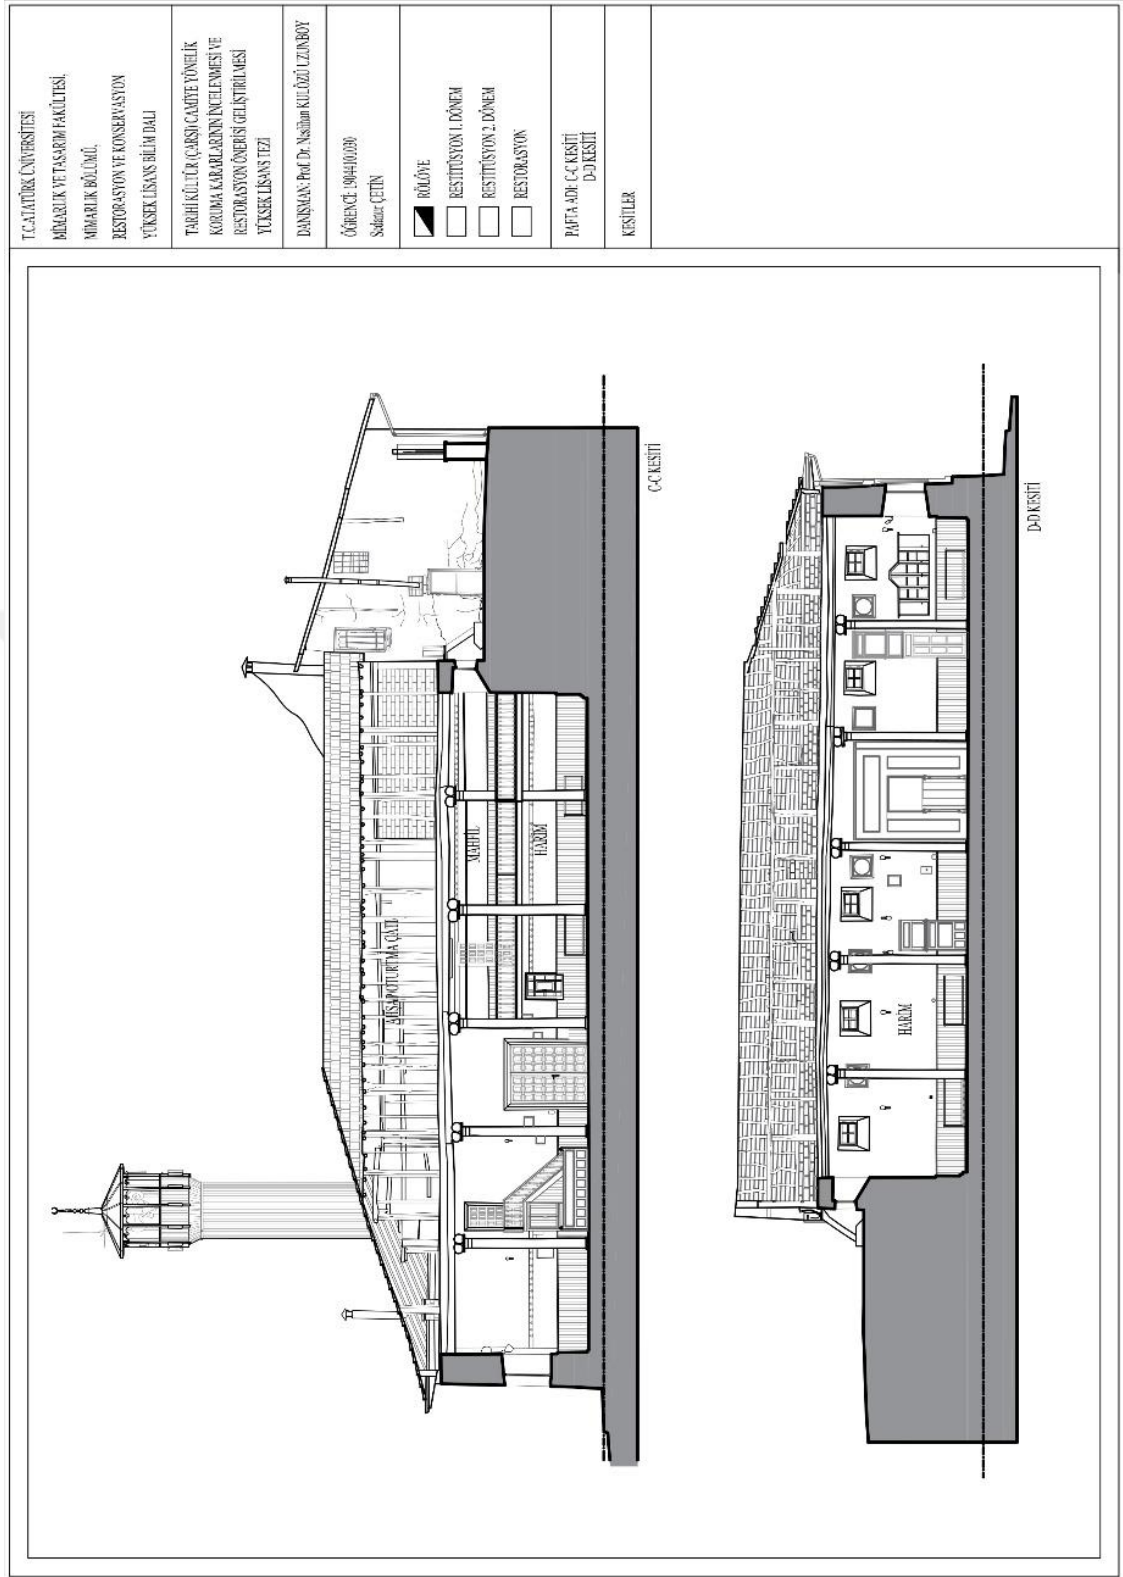 T.C.ATATÜRK ÜNİVERSİTESİ
MİMARLIK VE TASARIM FAKÜLTESİ,
MİMARLIK BÖLÜMÜ,
RESTORASYON VE KONSERVASYON
YÜKSEK LİSANS BİLİM DALI
TARİHİ KÜLTÜR (ÇARŞI) CAMİYE YÖNELİK
KORUMA KARARLARININ İNCELENMESİ VE
RESTORASYON ÖNERİSİ GELİŞTİRİLMESİ
YÜKSEK LİSANS TEZİ
DANIŞMAN: Prof. Dr. Neslihan KULÖZÜ UZUNBOY
ÖĞRENCİ:
ÇETİN
RÖLÖVE
RESTİTÜSYON 1. DÖNEM
RESTİTÜSYON 2. DÖNEM
RESTORASYON
PAFTA ADI: C-C KESİTİ
D-D KESİTİ
KESİTLER
AHŞAP OTURTMA ÇATI
MAHFİL
HARİM
C-C KESİTİ
HARİM
D-D KESİTİ